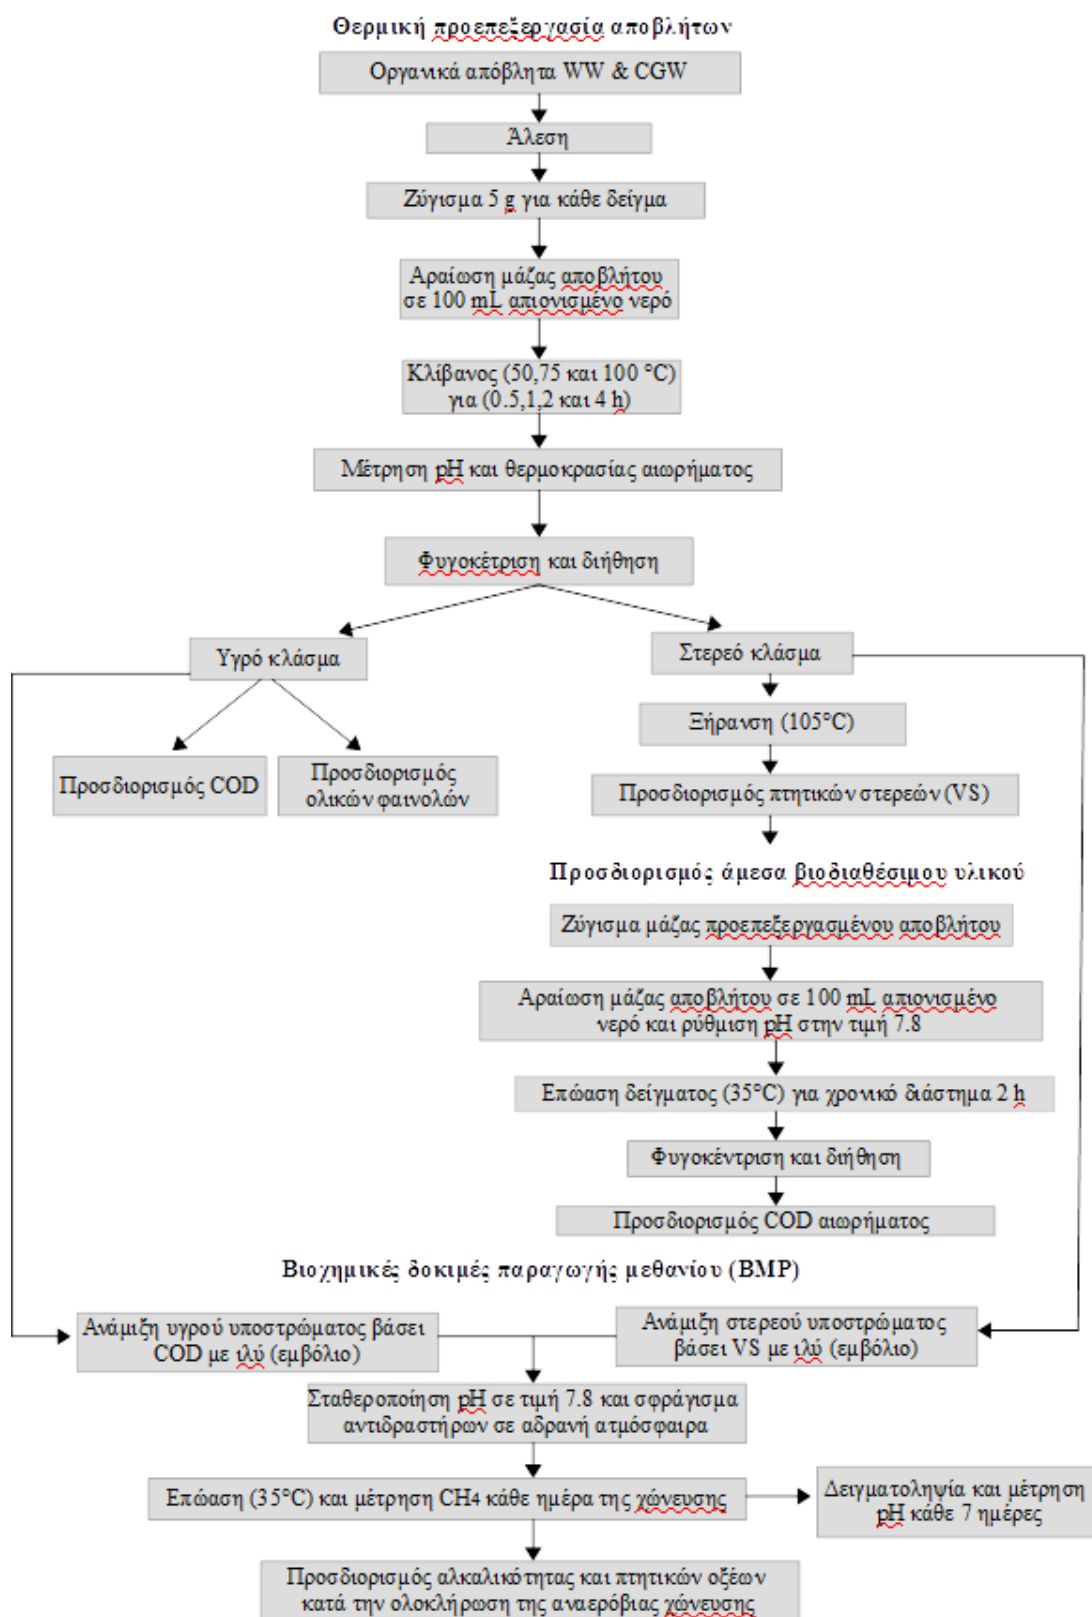 Θερμική προεπεξεργασία αποβλήτων
Οργανικά απόβλητα WW & CGW
Άλεση
Ζύγισμα 5 g για κάθε δείγμα
Αραίωση μάζας αποβλήτου
σε 100 mL απιονισμένο νερό
Κλίβανος (50,75 και 100 °C)
για (0.5,1,2 και 4 h)
Μέτρηση pH και θερμοκρασίας αιωρήματος
Φυγοκέτριση και διήθηση
Υγρό κλάσμα
Στερεό κλάσμα
Προσδιορισμός COD
Προσδιορισμός
ολικών φαινολών
Ξήρανση (105°C)
Προσδιορισμός πτητικών στερεών (VS)
Προσδιορισμός άμεσα βιοδιαθέσιμου υλικού
Ζύγισμα μάζας προεπεξεργασμένου αποβλήτου
Αραίωση μάζας αποβλήτου σε 100 mL απιονισμένο
νερό και ρύθμιση pH στην τιμή 7.8
Επώαση δείγματος (35°C) για χρονικό διάστημα 2 h
Φυγοκέντριση και διήθηση
Προσδιορισμός COD αιωρήματος
Βιοχημικές δοκιμές παραγωγής μεθανίου (BMP)
Ανάμιξη υγρού υποστρώματος βάσει
COD με ιλύ (εμβόλιο)
Ανάμιξη στερεού υποστρώματος
βάσει VS με ιλύ (εμβόλιο)
Σταθεροποίηση pH σε τιμή 7.8 και σφράγισμα
αντιδραστήρων σε αδρανή ατμόσφαιρα
Επώαση (35°C) και μέτρηση CH4 κάθε ημέρα της χώνευσης
Δειγματοληψία και μέτρηση
pH κάθε 7 ημέρες
Προσδιορισμός αλκαλικότητας και πτητικών οξέων
κατά την ολοκλήρωση της αναερόβιας χώνευσης